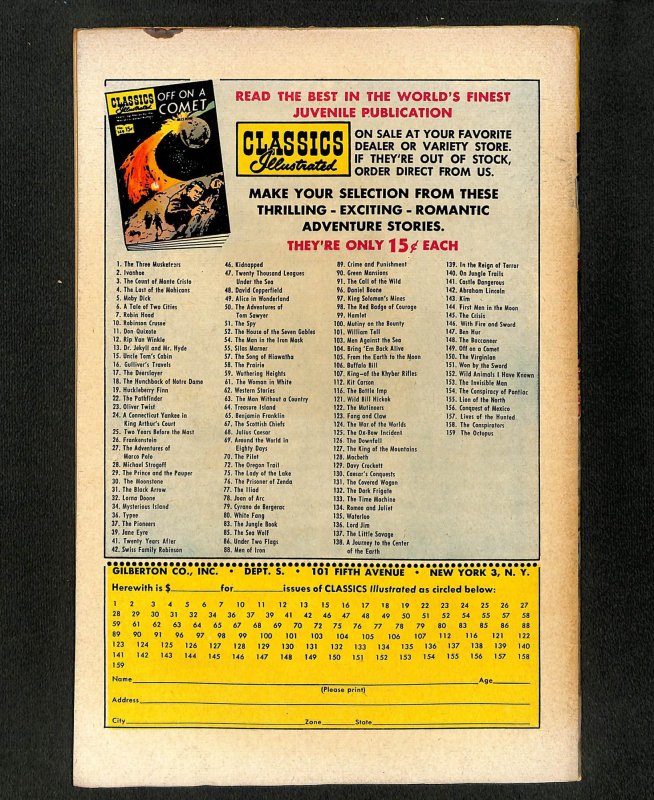 CLASSICS
Illustrated
15¢
OFF ON A
COMET
READ THE BEST IN THE WORLD'S FINEST
JUVENILE PUBLICATION
CLASSICS
Illustrated
ON SALE AT YOUR FAVORITE
DEALER OR VARIETY STORE.
IF THEY'RE OUT OF STOCK,
ORDER DIRECT FROM US.
MAKE YOUR SELECTION FROM THESE
THRILLING - EXCITING - ROMANTIC
ADVENTURE STORIES.
THEY'RE ONLY 15¢ EACH
1. The Three Musketeers
2. Ivanhoe
3. The Count of Monte Cristo
4. The Last of the Mohicans
5. Moby Dick
6. A Tale of Two Cities
7. Robin Hood
10. Robinson Crusoe
11. Don Quixote
12. Rip Van Winkle
13. Dr. Jekyll and Mr. Hyde
15. Uncle Tom's Cabin
16. Gulliver's Travels
17. The Deerslayer
18. The Hunchback of Notre Dame
19. Huckleberry Finn
22. The Pathfinder
23. Oliver Twist
24. A Connecticut Yankee in
King Arthur's Court
25. Two Years Before the Mast
26. Frankenstein
27. The Adventures of
Marco Polo
28. Michael Strogoff
29. The Prince and the Pauper
30. The Moonstone
31. The Black Arrow
32. Lorna Doone
34. Mysterious Island
36. Typee
37. The Pioneers
39. Jane Eyre
41. Twenty Years After
42. Swiss Family Robinson
46. Kidnapped
47. Twenty Thousand Leagues
Under the Sea
48. David Copperfield
49. Alice in Wonderland
50. The Adventures of
Tom Sawyer
51. The Spy
52. The House of the Seven Gables
54. The Man in the Iron Mask
55. Silas Marner
57. The Song of Hiawatha
58. The Prairie
59. Wuthering Heights
61. The Woman in White
62. Western Stories
63. The Man Without a Country
64. Treasure Island
65. Benjamin Franklin
67. The Scottish Chiefs
68. Julius Caesar
69. Around the World in
Eighty Days
70. The Pilot
72. The Oregon Trail
75. The Lady of the Lake
76. The Prisoner of Zenda
77. The Iliad
78. Joan of Arc
79. Cyrano de Bergerac
80. White Fang
83. The Jungle Book
85. The Sea Wolf
86. Under Two Flags
88. Men of Iron
89. Crime and Punishment
90. Green Mansions
91. The Call of the Wild
96. Daniel Boone
97. King Solomon's Mines
98. The Red Badge of Courage
99. Hamlet
100. Mutiny on the Bounty
101. William Tell
103. Men Against the Sea
104. Bring 'Em Back Alive
105. From the Earth to the Moon
106. Buffalo Bill
107. King—of the Khyber Rifles
112. Kit Carson
116. The Bottle Imp
121. Wild Bill Hickok
122. The Mutineers
123. Fang and Claw
124. The War of the Worlds
125. The Ox-Bow Incident
126. The Downfall
127. The King of the Mountains
128. Macbeth
129. Davy Crockett
130. Caesar's Conquests
131. The Covered Wagon
132. The Dark Frigate
133. The Time Machine
134. Romeo and Juliet
135. Waterloo
136. Lord Jim
137. The Little Savage
138. A Journey to the Center
of the Earth
139. In the Reign of Terror
140. On Jungle Trails
141. Castle Dangerous
142. Abraham Lincoln
143. Kim
144. First Men in the Moon
145. The Crisis
146. With Fire and Sword
147. Ben Hur
148. The Buccaneer
149. Off on a Comet
150. The Virginian
151. Won by the Sword
152. Wild Animals I Have Known
153. The Invisible Man
154. The Conspiracy of Pontiac
155. Lion of the North
156. Conquest of Mexico
157. Lives of the Hunted
158. The Conspirators
159. The Octopus
GILBERTON CO., INC. • DEPT. S. • 101 FIFTH AVENUE • NEW YORK 3, N. Y.
Herewith is $ for issues of CLASSICS Illustrated as circled below:
1 2 3 4 5 6 7 10 11 12 13 15 16 17 18 19 22 23 24 25 26 27
28 29 30 31 32 34 36 37 39 41 42 46 47 48 49 50 51 52 54 55 57 58
59 61 62 63 64 65 67 68 69 70 72 75 76 77 78 79 80 83 85 86 88
89 90 91 96 97 98 99 100 101 103 104 105 106 107 112 116 121 122
123 124 125 126 127 128 129 130 131 132 133 134 135 136 137 138 139 140
141 142 143 144 145 146 147 148 149 150 151 152 153 154 155 156 157 158
159
Name Age
(Please print)
Address
City Zone State